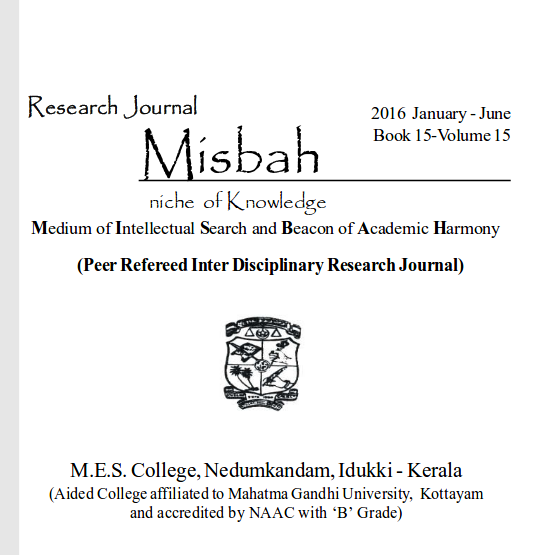 Research Journal
2016 January - June
Book 15-Volume 15
Misbah
niche of Knowledge
Medium of Intellectual Search and Beacon of Academic Harmony
(Peer Refereed Inter Disciplinary Research Journal)
M.E.S. College, Nedumkandam, Idukki - Kerala
(Aided College affiliated to Mahatma Gandhi University, Kottayam
and accredited by NAAC with ‘B’ Grade)